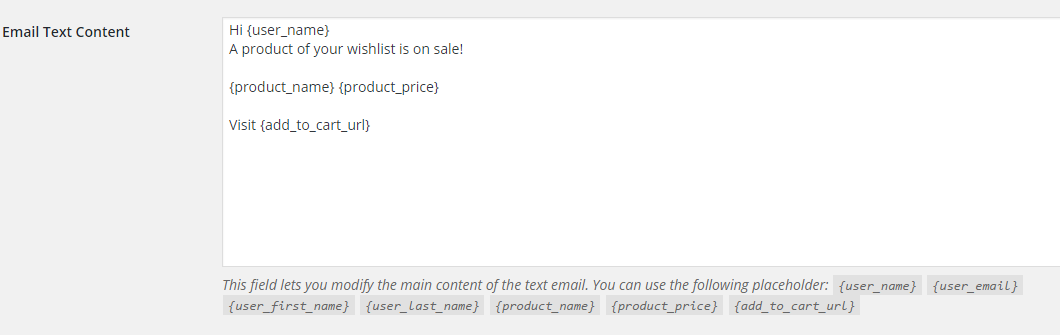 Email Text Content
Hi {user_name}
A product of your wishlist is on sale!
{product_name} {product_price}
Visit {add_to_cart_url}
This field lets you modify the main content of the text email. You can use the following placeholder: {user_name} {user_email}
{user_first_name} {user_last_name} {product_name} {product_price} {add_to_cart_url}